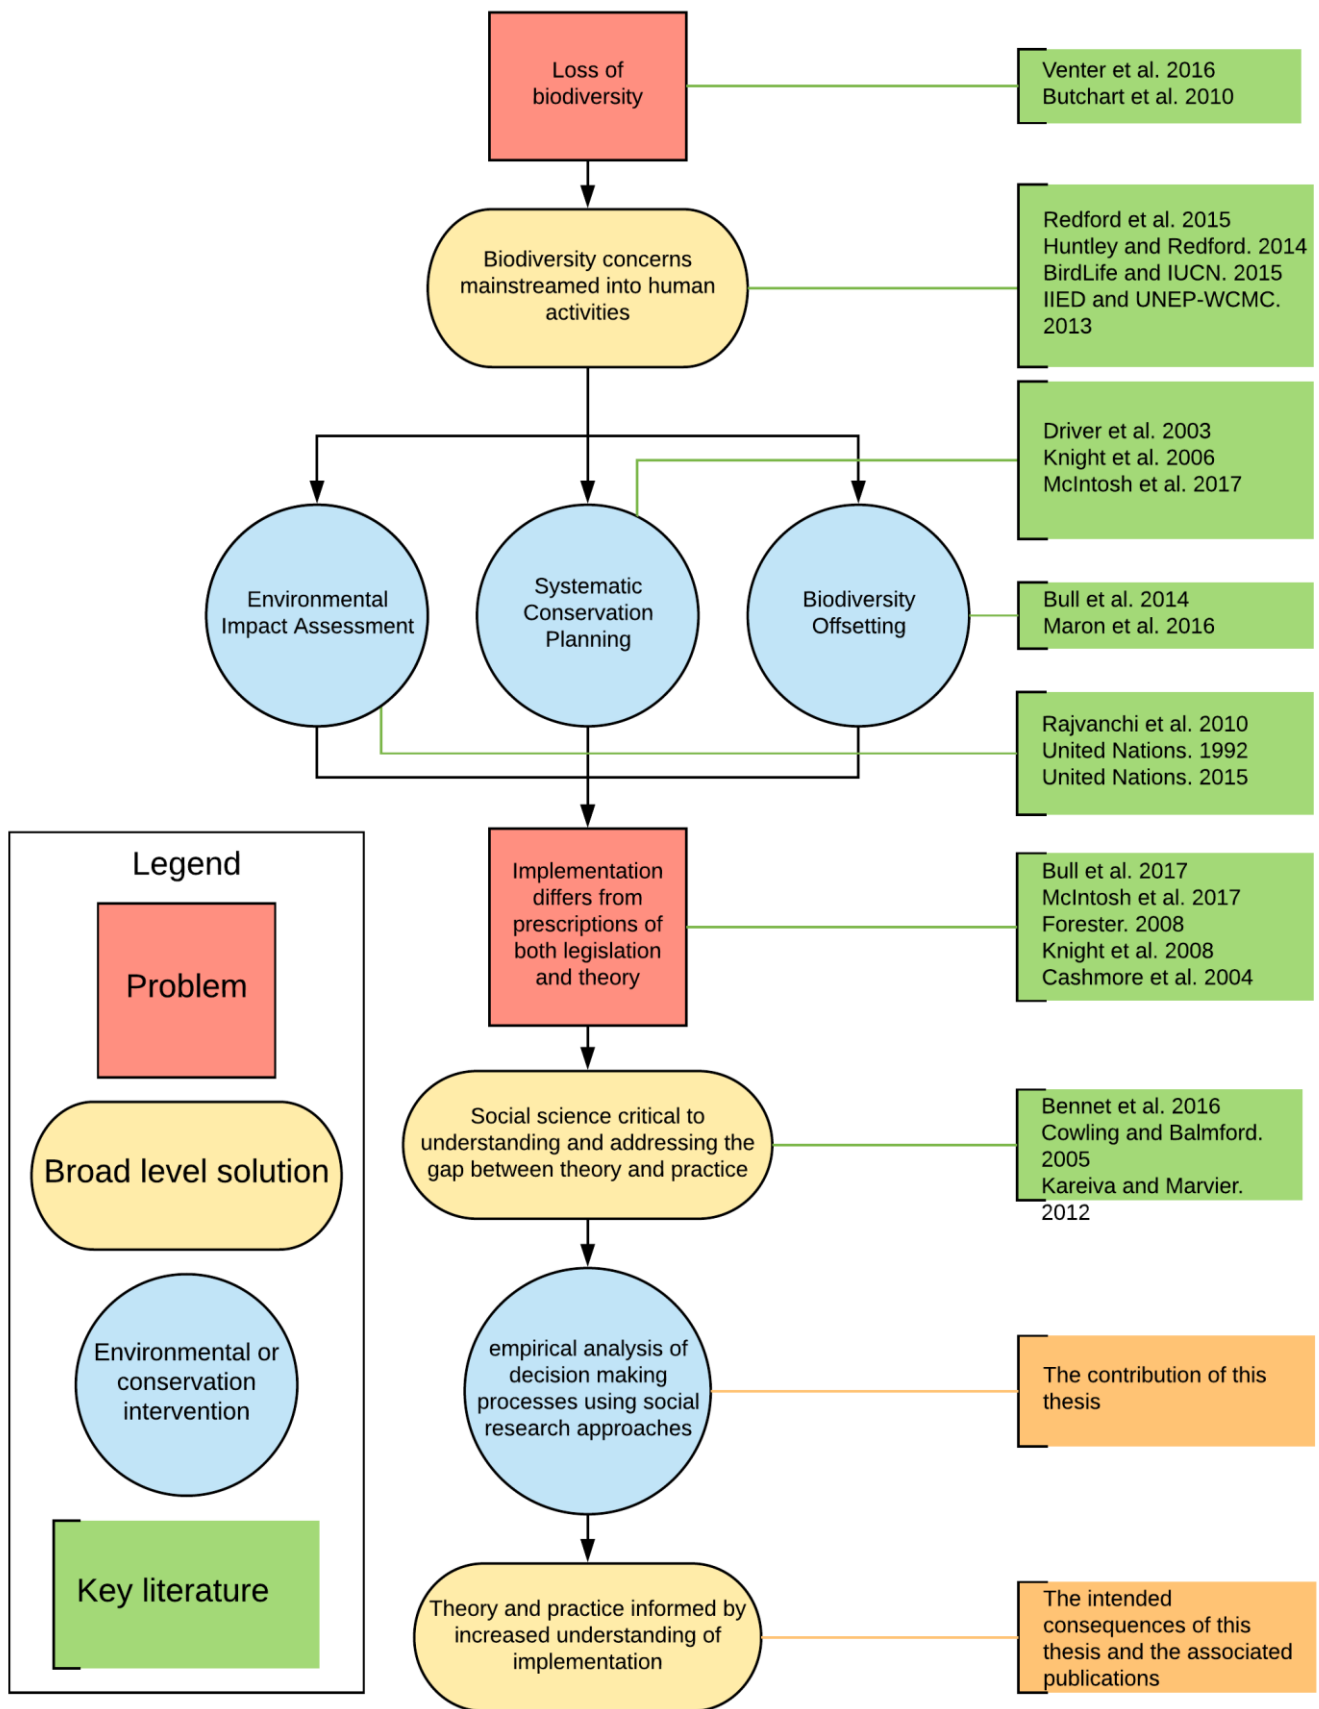 Loss of
biodiversity
Venter et al. 2016
Butchart et al. 2010
Biodiversity concerns
mainstreamed into human
activities
Redford et al. 2015
Huntley and Redford. 2014
BirdLife and IUCN. 2015
IIED and UNEP-WCMC.
2013
Driver et al. 2003
Knight et al. 2006
McIntosh et al. 2017
Environmental
Impact Assessment
Systematic
Conservation
Planning
Biodiversity
Offsetting
Bull et al. 2014
Maron et al. 2016
Rajvanchi et al. 2010
United Nations. 1992
United Nations. 2015
Implementation
differs from
prescriptions of
both legislation
and theory
Bull et al. 2017
McIntosh et al. 2017
Forester. 2008
Knight et al. 2008
Cashmore et al. 2004
Social science critical to
understanding and addressing the
gap between theory and practice
Bennet et al. 2016
Cowling and Balmford.
2005
Kareiva and Marvier.
2012
empirical analysis of
decision making
processes using social
research approaches
The contribution of this
thesis
Theory and practice informed by
increased understanding of
implementation
The intended
consequences of this
thesis and the associated
publications
Legend
Problem
Broad level solution
Environmental or
conservation
intervention
Key literature